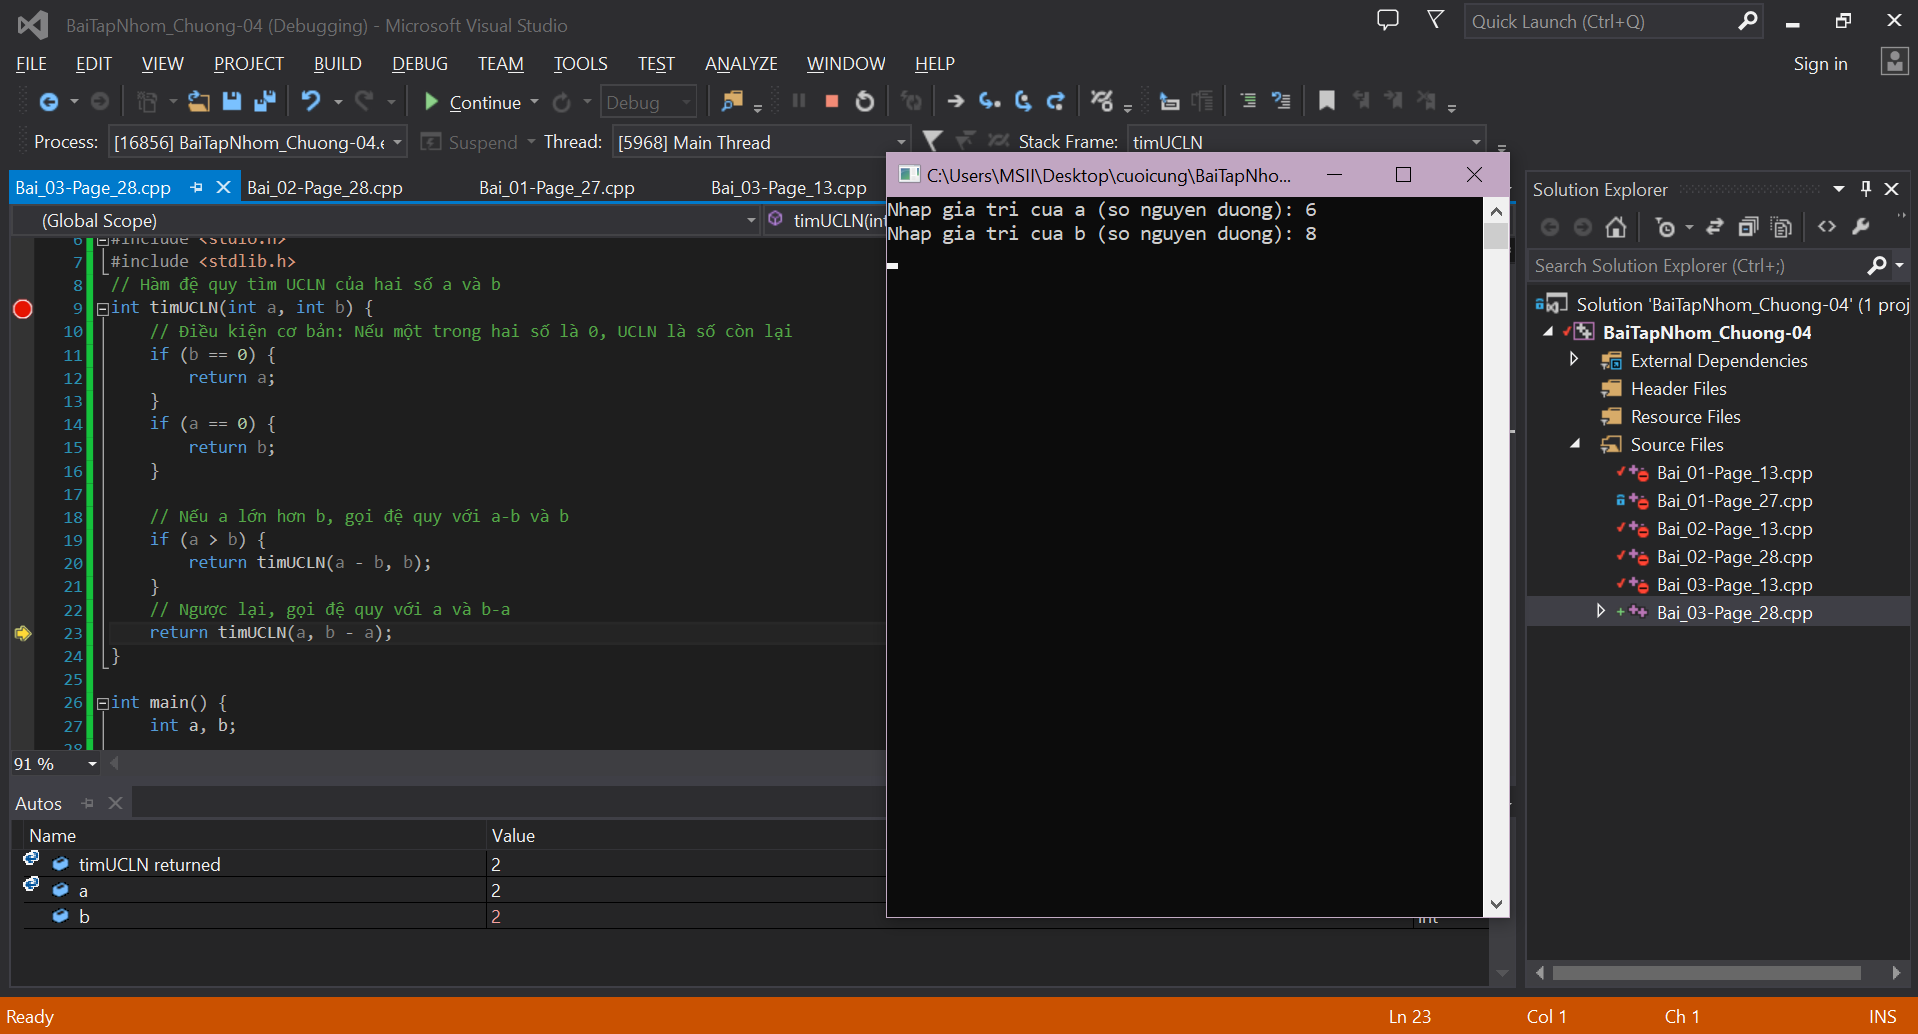 BaiTapNhom_Chuong-04 (Debugging) - Microsoft Visual Studio
Quick Launch (Ctrl+Q)
FILE EDIT VIEW PROJECT BUILD DEBUG TEAM TOOLS TEST ANALYZE WINDOW HELP
Sign in
Continue
Debug
Process: [16856] BaiTapNhom_Chuong-04.e
Suspend
Thread: [5968] Main Thread
Stack Frame: timUCLN
Bai_03-Page_28.cpp Bai_02-Page_28.cpp Bai_01-Page_27.cpp Bai_03-Page_13.cpp
(Global Scope)
timUCLN(int
6 #include <stdio.h>
7 #include <stdlib.h>
8 // Hàm đệ quy tìm UCLN của hai số a và b
9 int timUCLN(int a, int b) {
10 // Điều kiện cơ bản: Nếu một trong hai số là 0, UCLN là số còn lại
11 if (b == 0) {
12 return a;
13 }
14 if (a == 0) {
15 return b;
16 }
17
18 // Nếu a lớn hơn b, gọi đệ quy với a-b và b
19 if (a > b) {
20 return timUCLN(a - b, b);
21 }
22 // Ngược lại, gọi đệ quy với a và b-a
23 return timUCLN(a, b - a);
24 }
25
26 int main() {
27 int a, b;
28
91 %
Autos
Name Value
timUCLN returned 2
a 2
b 2
int
C:\Users\MSII\Desktop\cuoicung\BaiTapNho...
Nhap gia tri cua a (so nguyen duong): 6
Nhap gia tri cua b (so nguyen duong): 8
Solution Explorer
Search Solution Explorer (Ctrl+;)
Solution 'BaiTapNhom_Chuong-04' (1 proj
BaiTapNhom_Chuong-04
External Dependencies
Header Files
Resource Files
Source Files
Bai_01-Page_13.cpp
Bai_01-Page_27.cpp
Bai_02-Page_13.cpp
Bai_02-Page_28.cpp
Bai_03-Page_13.cpp
Bai_03-Page_28.cpp
Ready
Ln 23 Col 1 Ch 1 INS